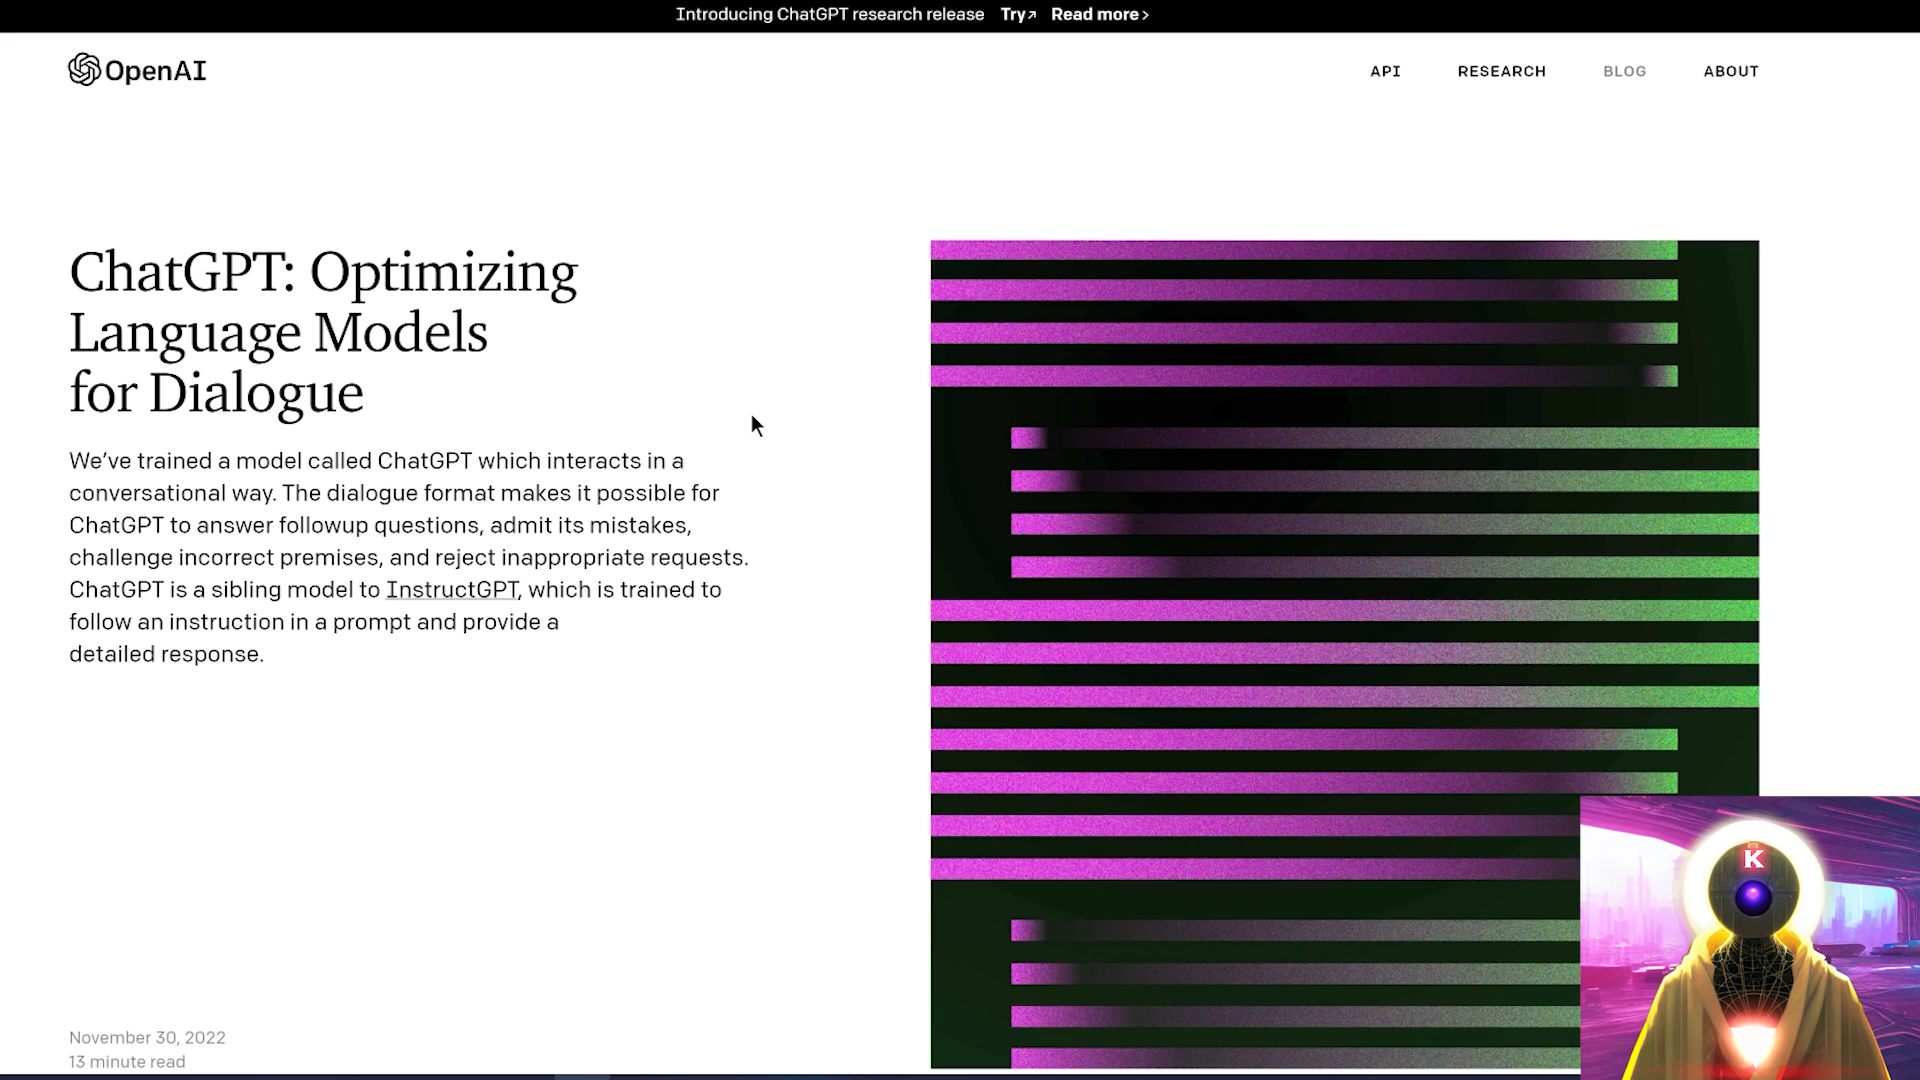 Introducing ChatGPT research release Try↗ Read more ›
OpenAI
API RESEARCH BLOG ABOUT
ChatGPT: Optimizing
Language Models
for Dialogue
We’ve trained a model called ChatGPT which interacts in a
conversational way. The dialogue format makes it possible for
ChatGPT to answer followup questions, admit its mistakes,
challenge incorrect premises, and reject inappropriate requests.
ChatGPT is a sibling model to InstructGPT, which is trained to
follow an instruction in a prompt and provide a
detailed response.
K
November 30, 2022
13 minute read